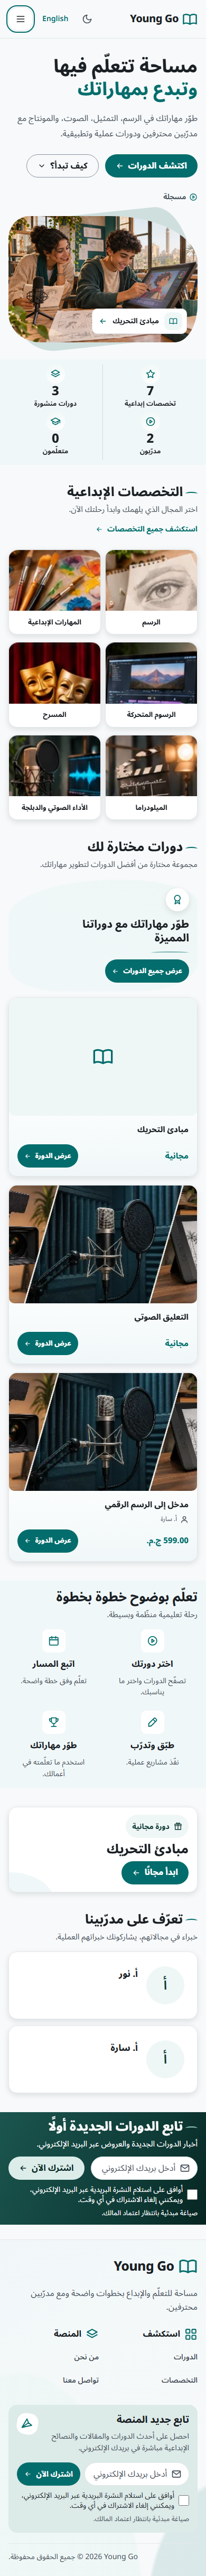 Young Go
English
مساحة تتعلّم فيها
وتبدع بمهاراتك
طوّر مهاراتك في الرسم، التمثيل، الصوت، والمونتاج مع
مدرّبين محترفين ودورات عملية وتطبيقية.
اكتشف الدورات
كيف تبدأ؟
مسجلة
مبادئ التحريك
7
تخصصات إبداعية
3
دورات منشورة
2
مدرّبون
0
متعلّمون
التخصصات الإبداعية
اختر المجال الذي يلهمك وابدأ رحلتك الآن.
استكشف جميع التخصصات
الرسم
المهارات الإبداعية
الرسوم المتحركة
المسرح
الميلودراما
الأداء الصوتي والدبلجة
دورات مختارة لك
مجموعة مختارة من أفضل الدورات لتطوير مهاراتك.
طوّر مهاراتك مع دوراتنا
المميزة
عرض جميع الدورات
مبادئ التحريك
مجانية
عرض الدورة
التعليق الصوتى
مجانية
عرض الدورة
مدخل إلى الرسم الرقمي
أ. سارة
599.00 ج.م.
عرض الدورة
تعلّم بوضوح خطوة بخطوة
رحلة تعليمية منظّمة وبسيطة.
اختر دورتك
تصفّح الدورات واختر ما
يناسبك.
اتبع المسار
تعلّم وفق خطة واضحة.
طبّق وتدرّب
نفّذ مشاريع عملية.
طوّر مهاراتك
استخدم ما تعلّمته في
أعمالك.
دورة مجانية
مبادئ التحريك
ابدأ مجانًا
تعرّف على مدرّبينا
خبراء في مجالاتهم، يشاركونك خبراتهم العملية.
أ
أ. نور
أ
أ. سارة
تابع الدورات الجديدة أولًا
أخبار الدورات الجديدة والعروض عبر البريد الإلكتروني.
أدخل بريدك الإلكتروني
اشترك الآن
أوافق على استلام النشرة البريدية عبر البريد الإلكتروني،
ويمكنني إلغاء الاشتراك في أي وقت.
صياغة مبدئية بانتظار اعتماد المالك.
Young Go
مساحة للتعلّم والإبداع بخطوات واضحة ومع مدرّبين
محترفين.
استكشف
المنصة
الدورات
من نحن
التخصصات
تواصل معنا
تابع جديد المنصة
احصل على أحدث الدورات والمقالات والنصائح
الإبداعية مباشرة في بريدك الإلكتروني.
أدخل بريدك الإلكتروني
اشترك الآن
أوافق على استلام النشرة البريدية عبر البريد الإلكتروني،
ويمكنني إلغاء الاشتراك في أي وقت.
صياغة مبدئية بانتظار اعتماد المالك.
Young Go 2026 © جميع الحقوق محفوظة.